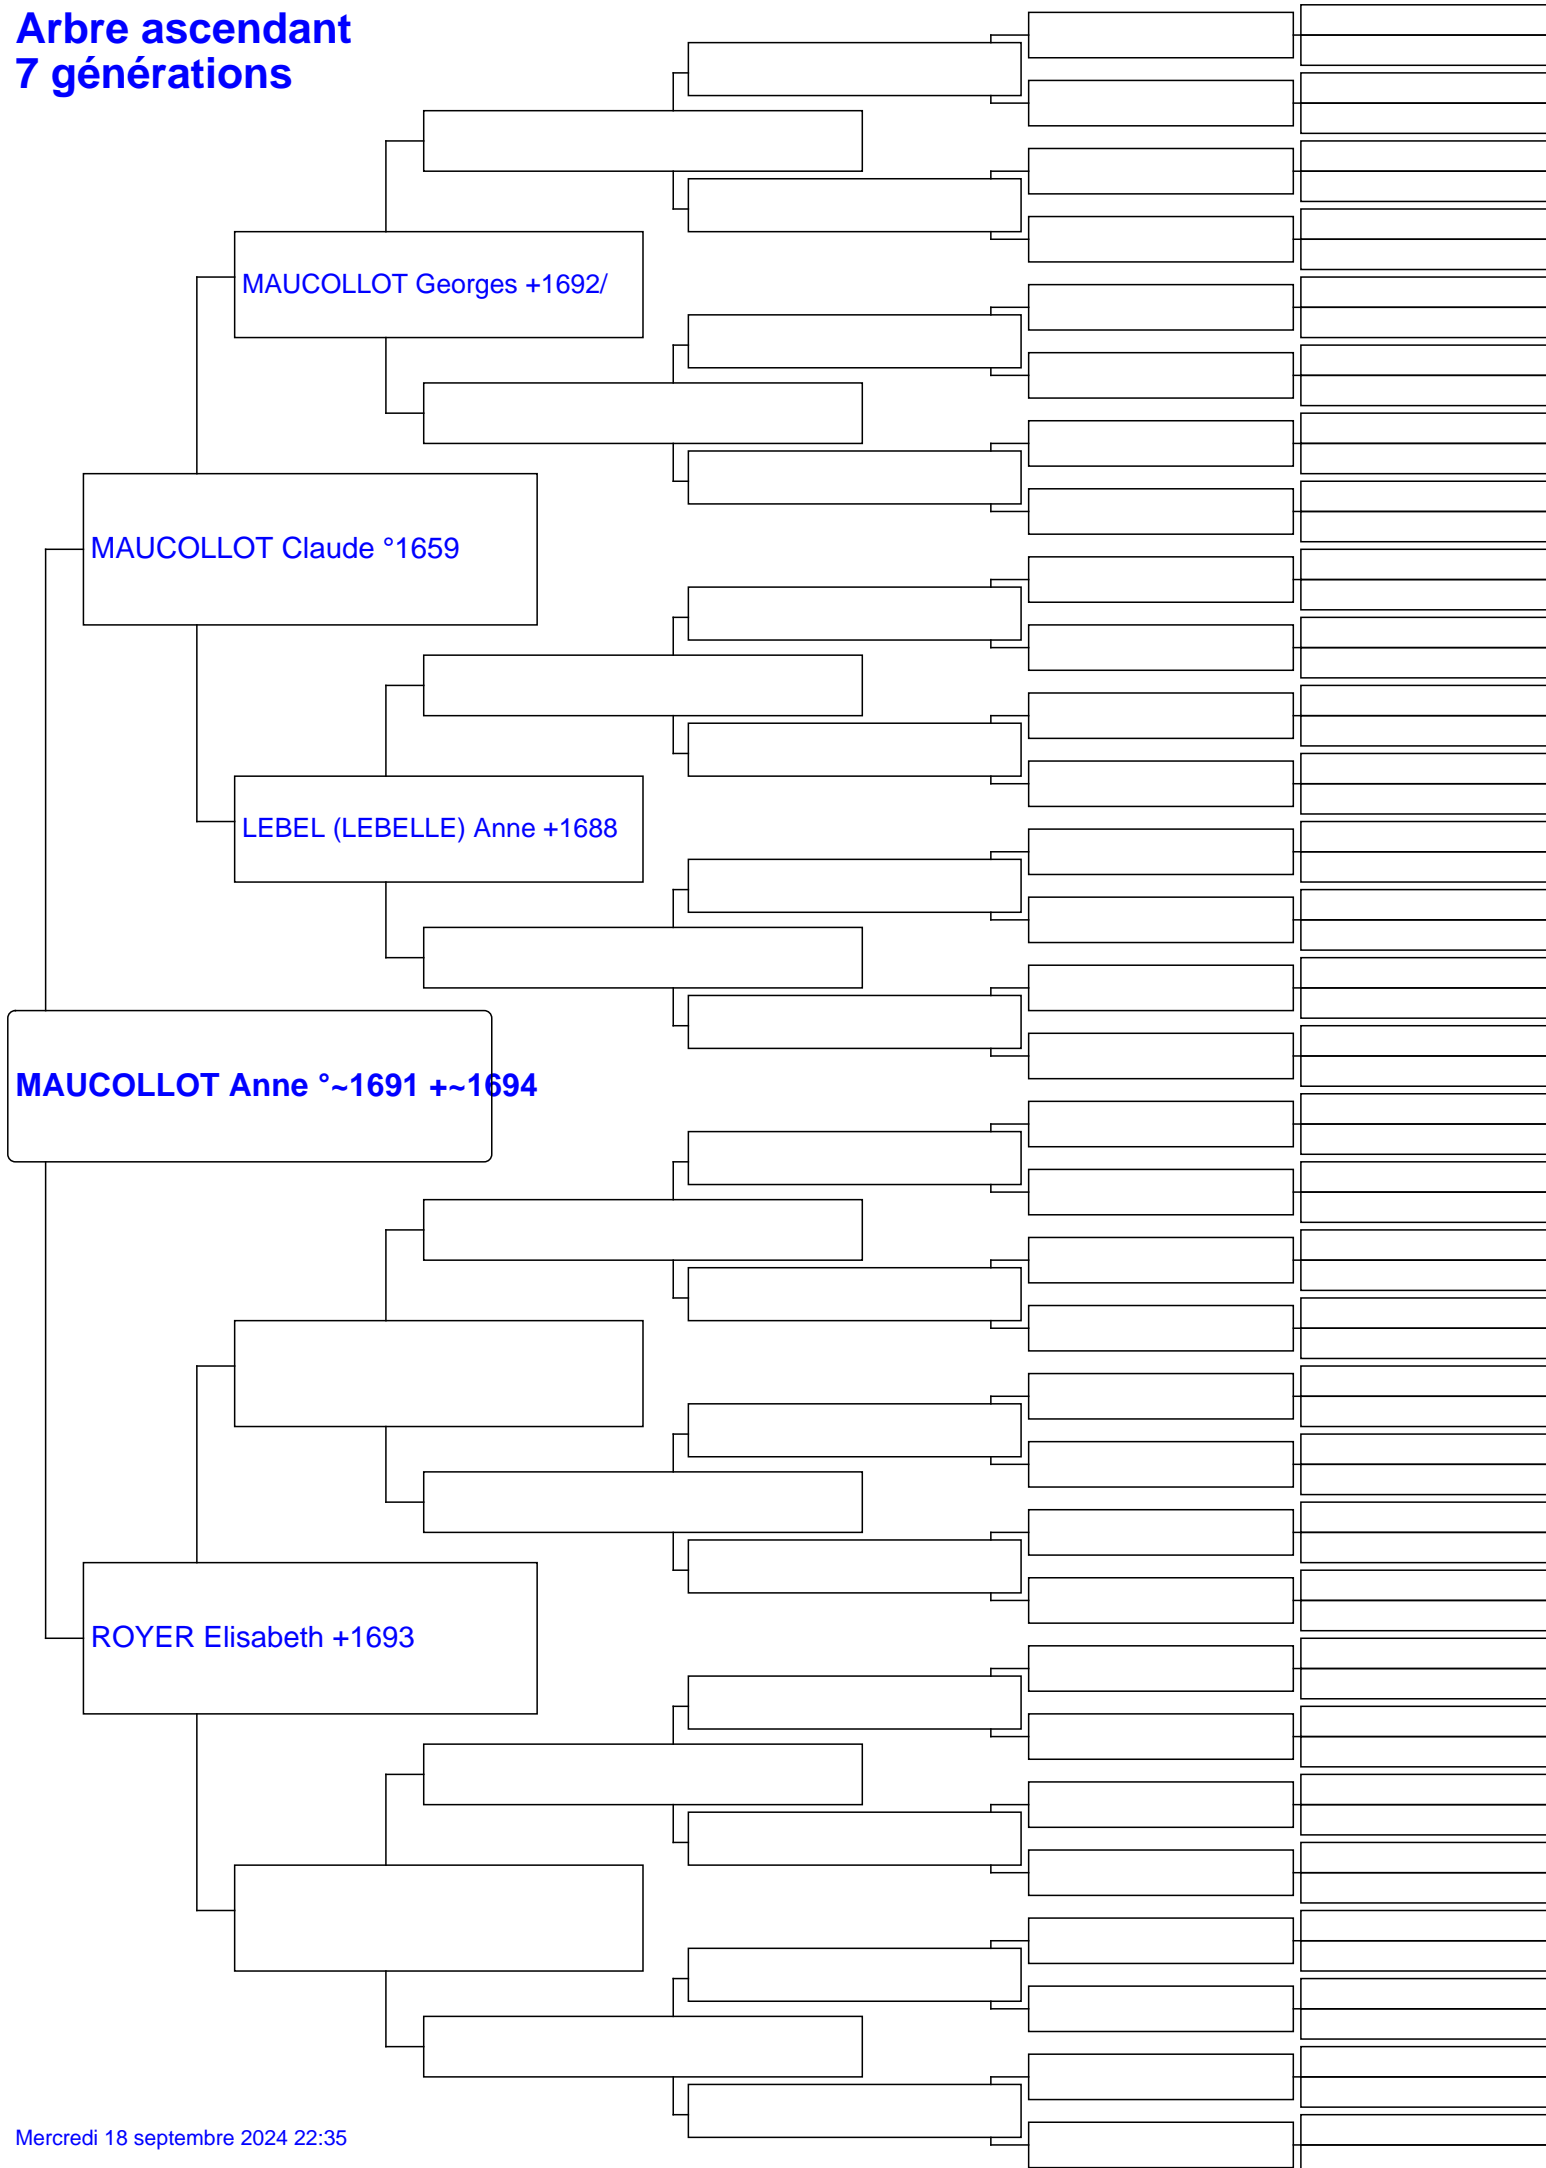 Arbre ascendant
7 générations
MAUCOLLOT Georges +1692/
MAUCOLLOT Claude °1659
LEBEL (LEBELLE) Anne +1688
MAUCOLLOT Anne °~1691 +~1694
ROYER Elisabeth +1693
Mercredi 18 septembre 2024 22:35